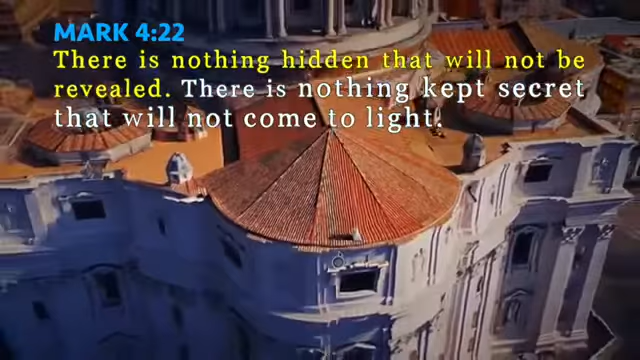 MARK 4:22
There is nothing hidden that will not be
revealed. There is nothing kept secret
that will not come to light.